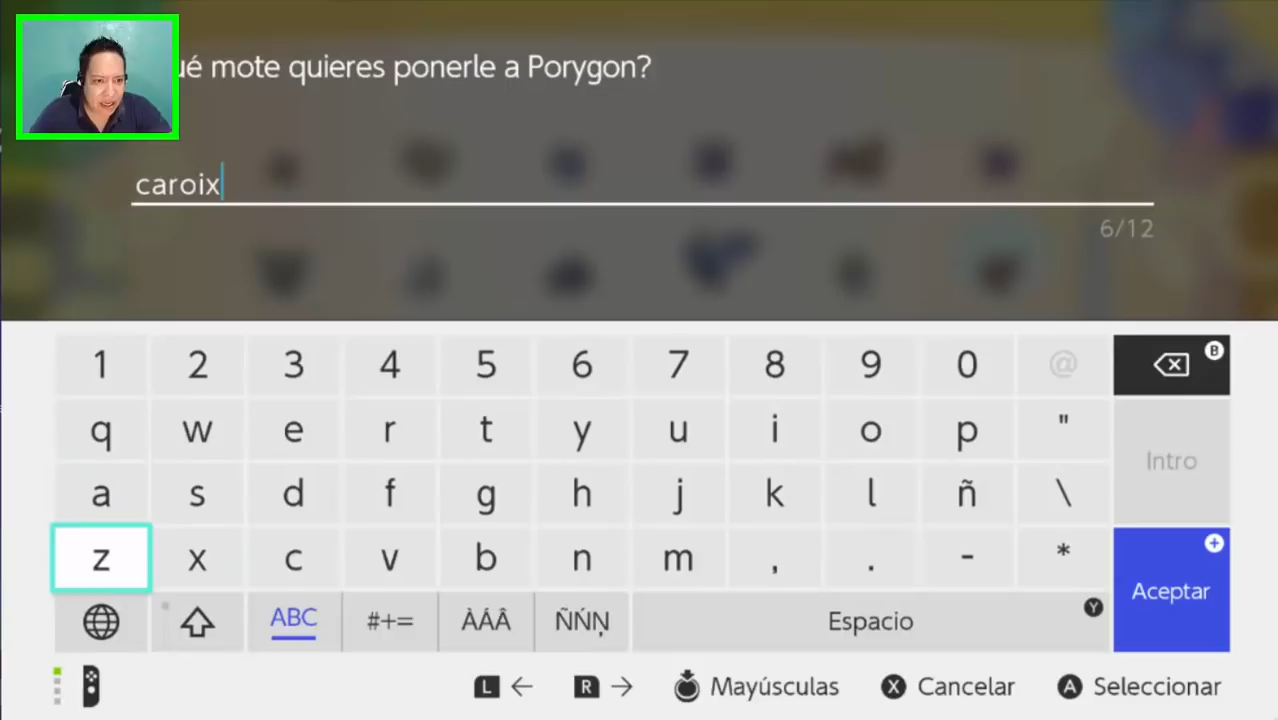 ué mote quieres ponerle a Porygon?
caroix
6/12
1 2 3 4 5 6 7 8 9 0 @ B
q w e r t y u i o p "
Intro
a s d f g h j k l ñ \
z x c v b n m , . - * +
Aceptar
ABC #+= ÀÁÂ ÑŃŅ Espacio Y
L ← R → Mayúsculas X Cancelar A Seleccionar